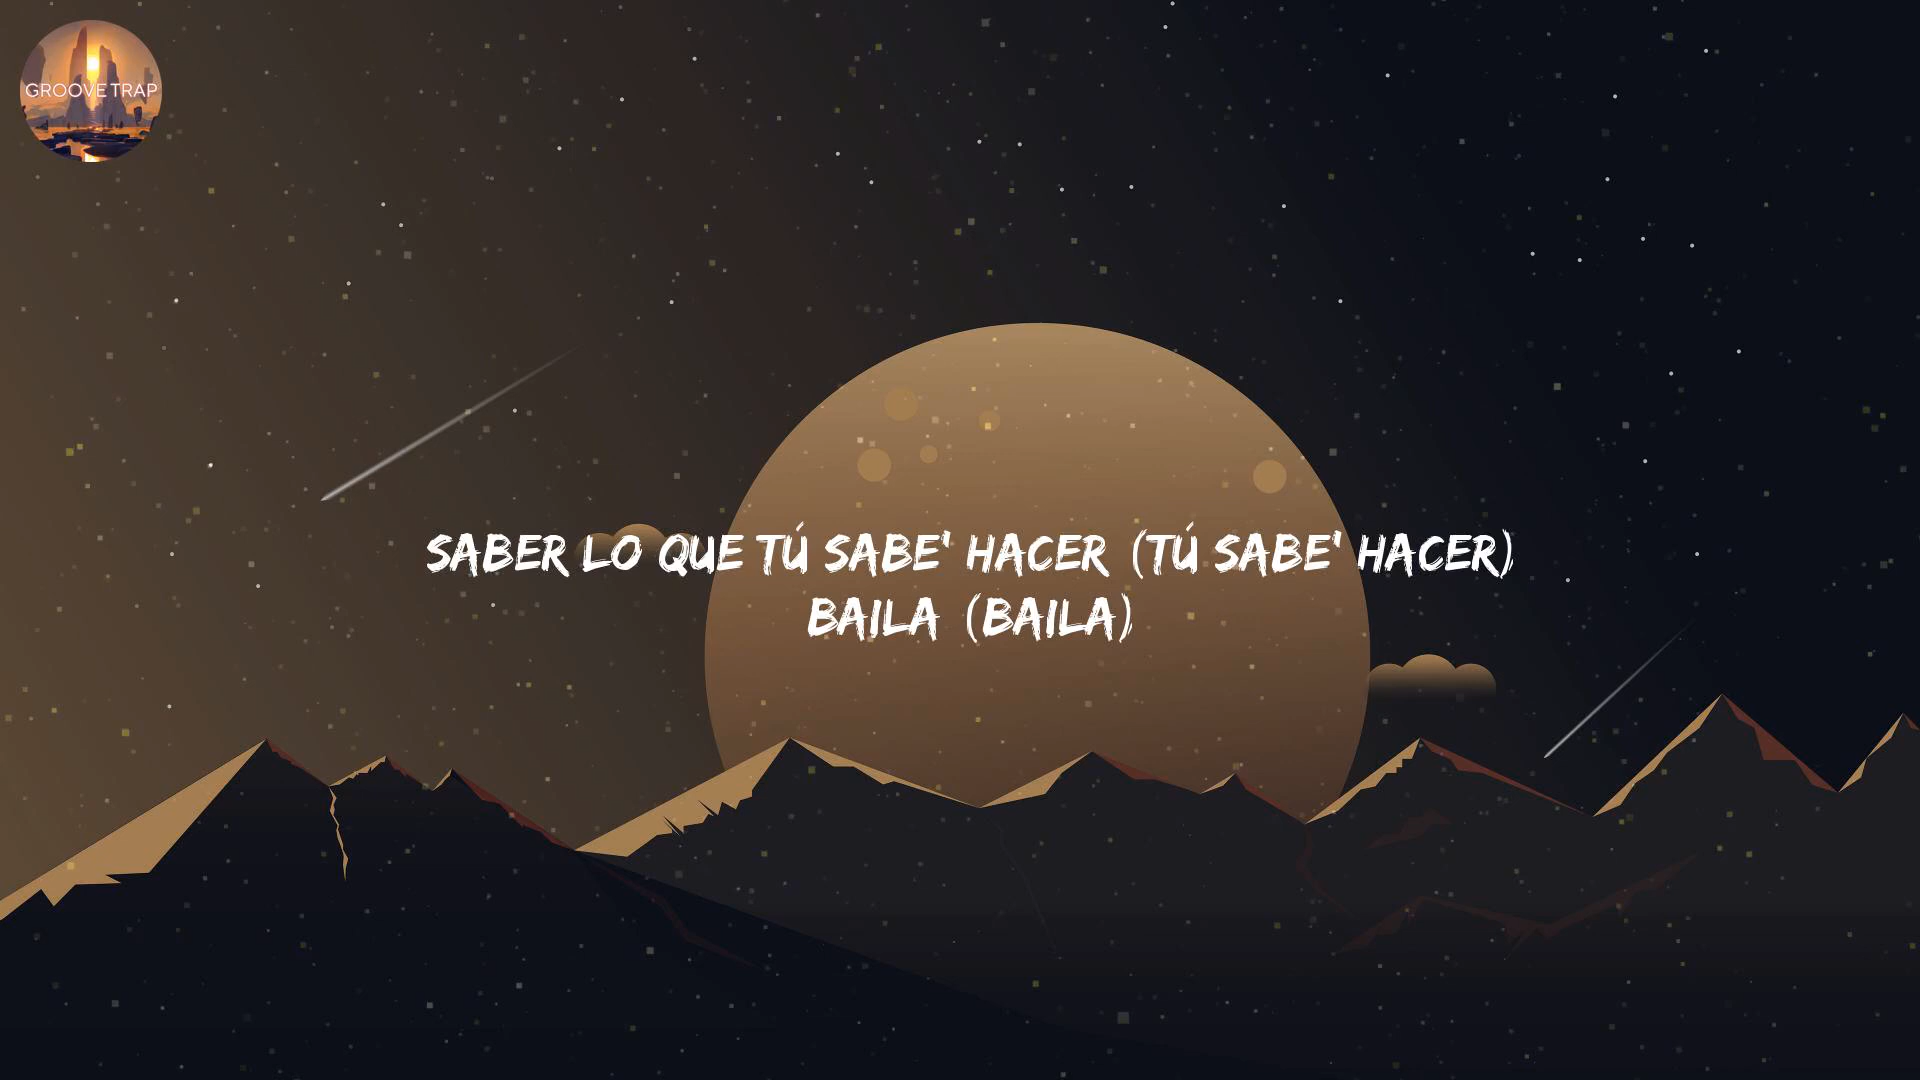 GROOVE TRAP
SABER LO QUE TÚ SABE' HACER (TÚ SABE' HACER)
BAILA (BAILA)